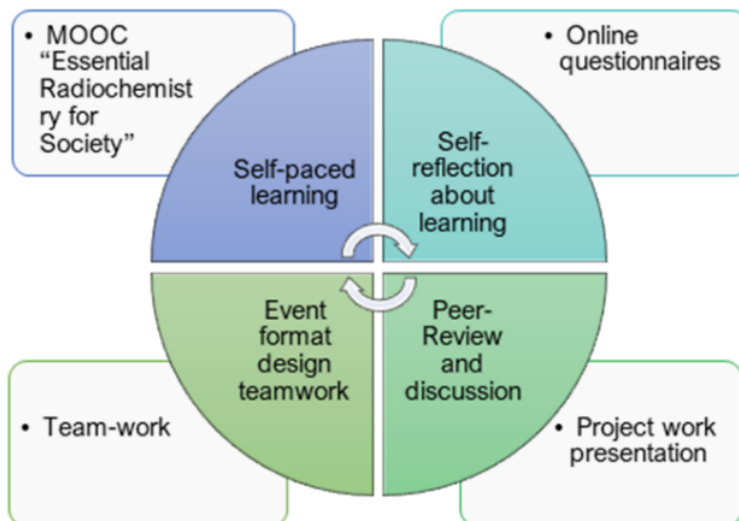 • MOOC
“Essential
Radiochemist
ry for
Society”
• Online
questionnaires
Self-paced
learning
Self-
reflection
about
learning
Event
format
design
teamwork
Peer-
Review
and
discussion
• Team-work
• Project work
presentation